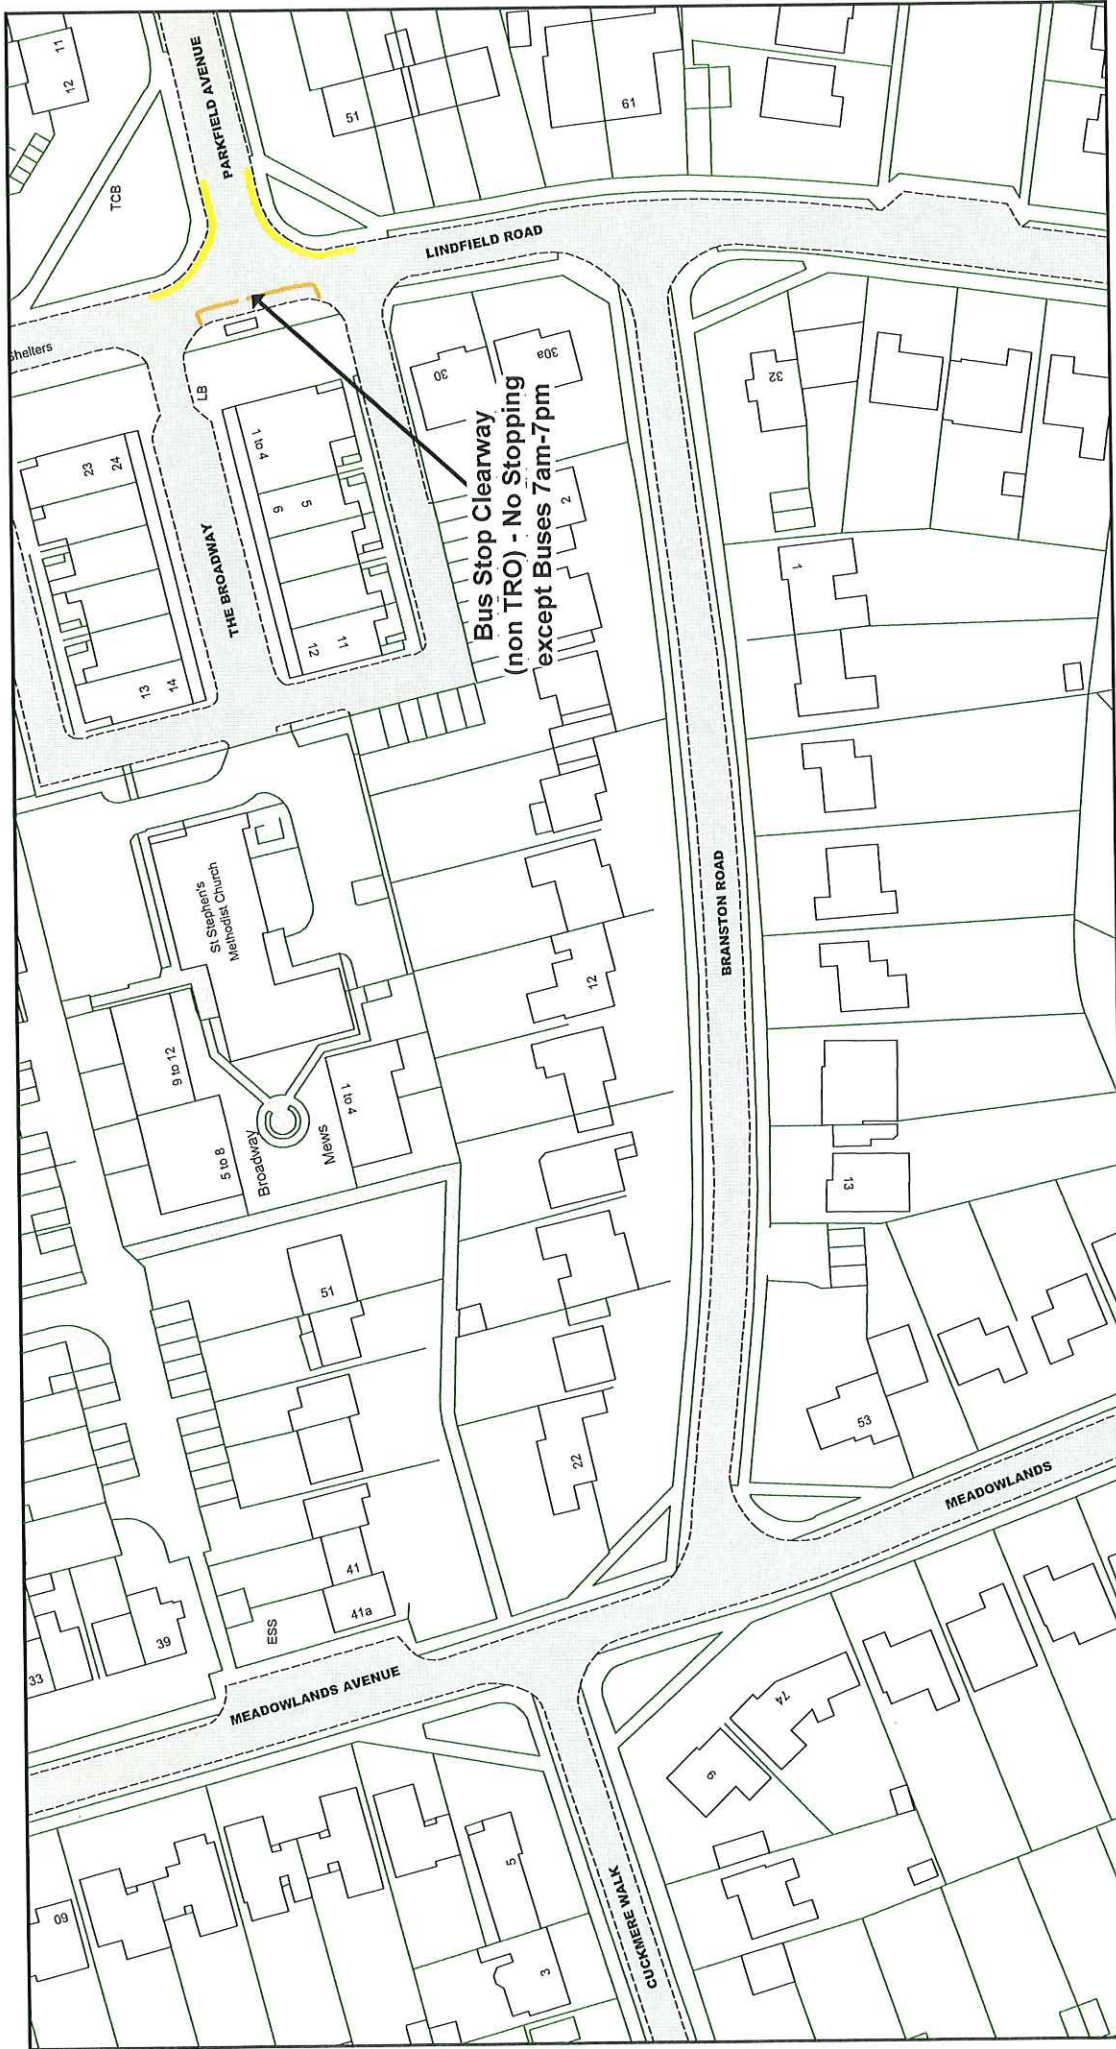 11
12
PARKFIELD AVENUE
TCB
51
61
LINDFIELD ROAD
Shelters
LB
23
24
1 to 4
5
6
THE BROADWAY
13
14
12
11
30
30a
32
Bus Stop Clearway
(non TRO) - No Stopping
except Buses 7am-7pm
2
1
St Stephen's
Methodist Church
BRANSTON ROAD
12
9 to 12
5 to 8
Broadway
Mews
1 to 4
13
51
53
22
41
41a
ESS
39
33
MEADOWLANDS
MEADOWLANDS AVENUE
74
5
3
CUCKMERE WALK